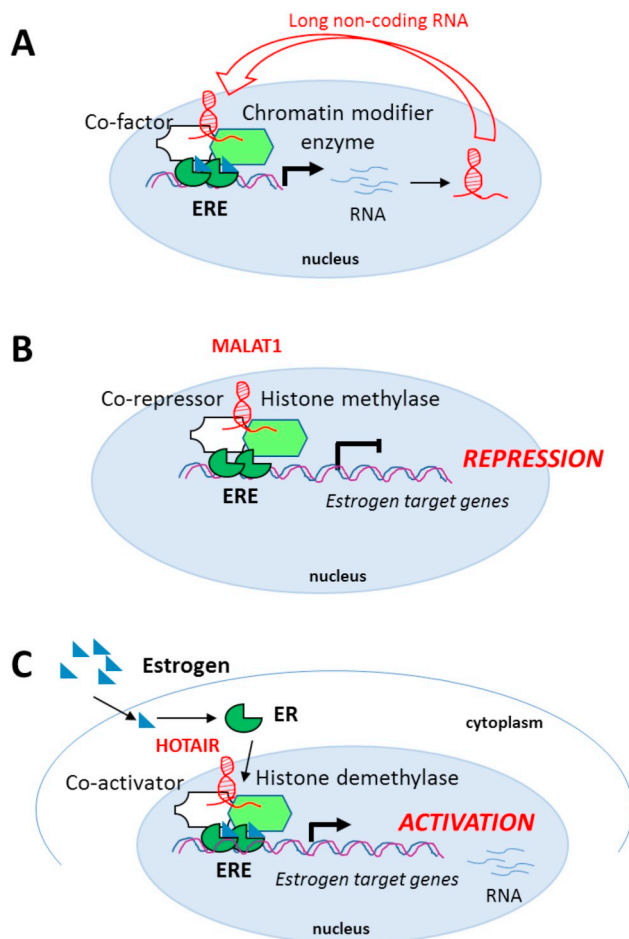 Long non-coding RNA
A
Co-factor
Chromatin modifier
enzyme
ERE
RNA
nucleus
B
MALAT1
Co-repressor
Histone methylase
REPRESSION
ERE
Estrogen target genes
nucleus
C
Estrogen
ER
cytoplasm
HOTAIR
Co-activator
Histone demethylase
ACTIVATION
ERE
Estrogen target genes
RNA
nucleus